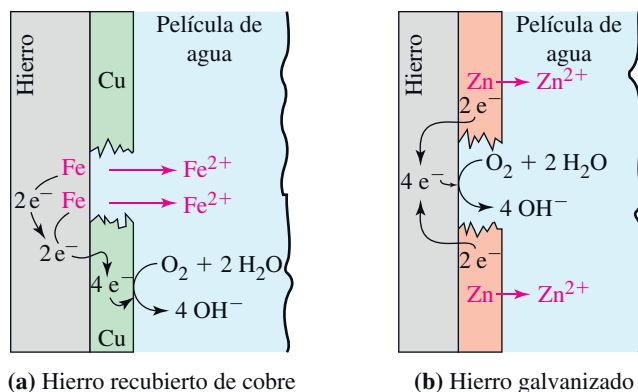 Hierro
Cu
Película de
agua
Fe → Fe²⁺
2 e⁻ Fe → Fe²⁺
2e⁻
4 e⁻
O₂ + 2 H₂O
4 OH⁻
Cu
(a) Hierro recubierto de cobre
Hierro
Película de
agua
Zn → Zn²⁺
2 e⁻
4 e⁻
O₂ + 2 H₂O
4 OH⁻
2 e⁻
Zn → Zn²⁺
(b) Hierro galvanizado